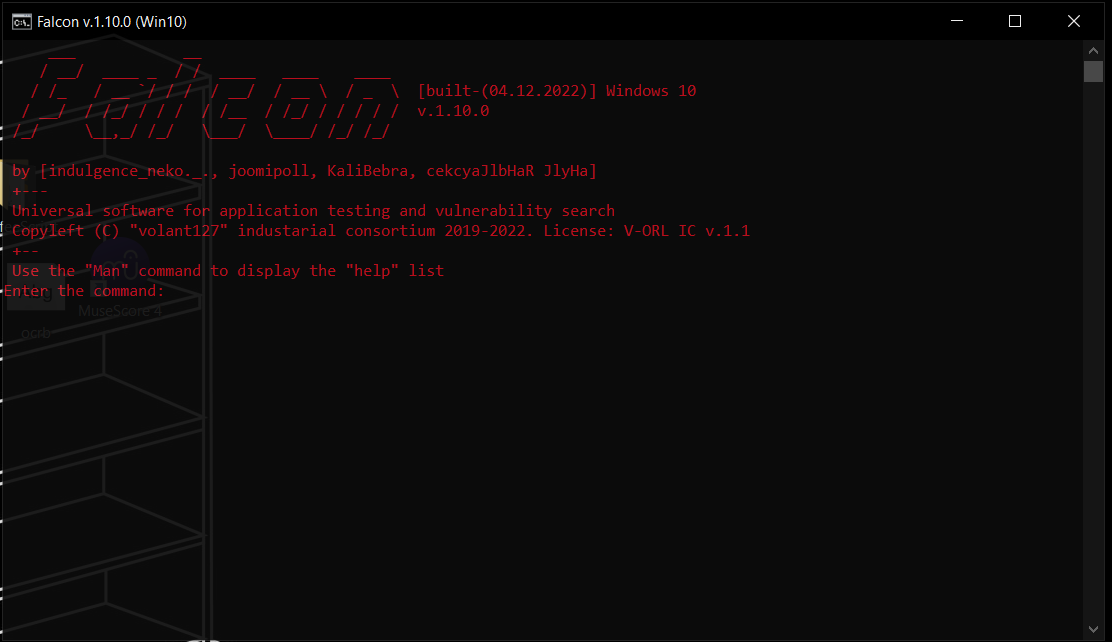 Falcon v.1.10.0 (Win10)
Falcon
[built-(04.12.2022)] Windows 10
v.1.10.0
by [indulgence_neko._., joomipoll, KaliBebra, cekcyaJlbHaR JlyHa]
+---
Universal software for application testing and vulnerability search
Copyleft (C) "volant127" industarial consortium 2019-2022. License: V-ORL IC v.1.1
+--
Use the "Man" command to display the "help" list
Enter the command:
MuseScore 4
ocrb